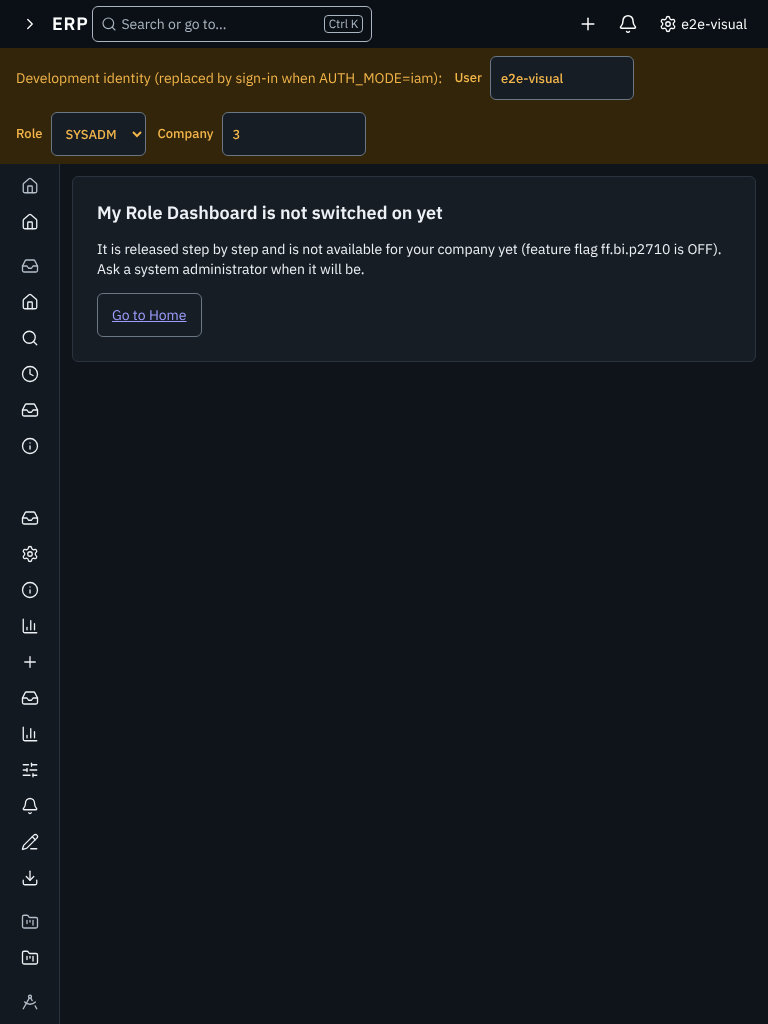 ERP
Search or go to...
Ctrl K
e2e-visual
Development identity (replaced by sign-in when AUTH_MODE=iam):
User
e2e-visual
Role
SYSADM
Company
3
My Role Dashboard is not switched on yet
It is released step by step and is not available for your company yet (feature flag ff.bi.p2710 is OFF).
Ask a system administrator when it will be.
Go to Home